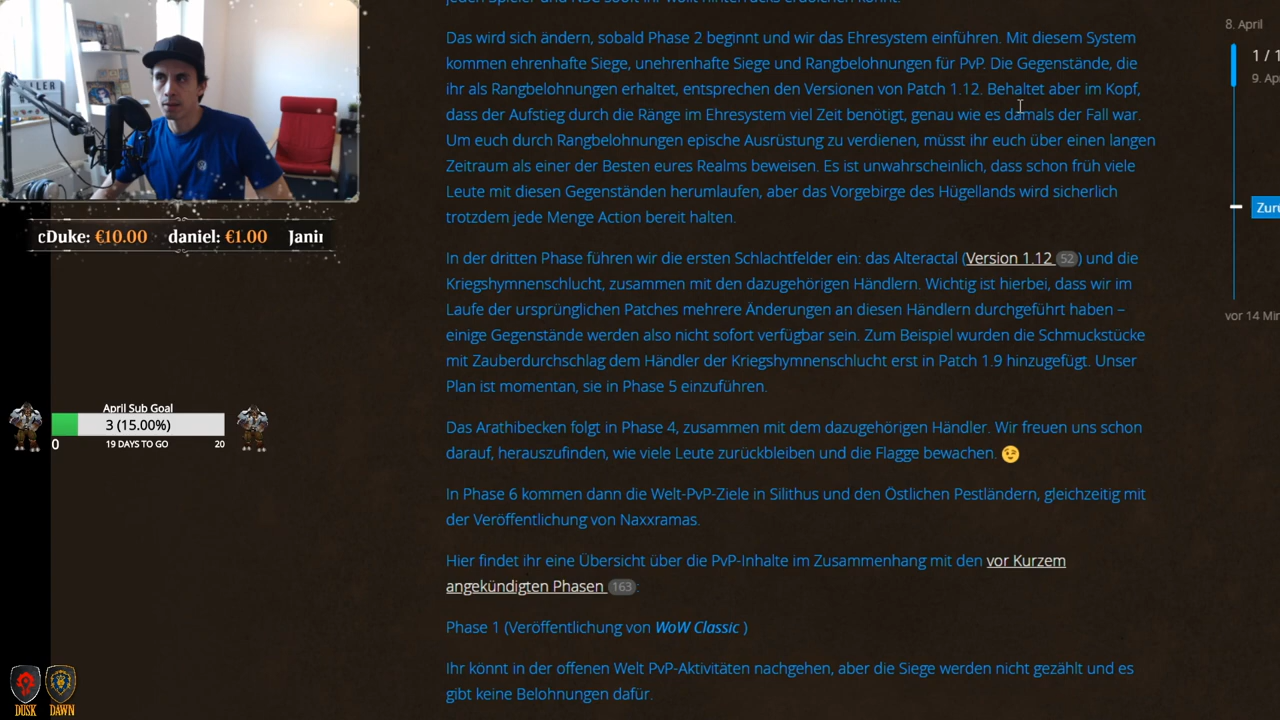 jeden Spieler und NSC soult ihr wollt hinterrücks erdolchen könnt.
Das wird sich ändern, sobald Phase 2 beginnt und wir das Ehresystem einführen. Mit diesem System
kommen ehrenhafte Siege, unehrenhafte Siege und Rangbelohnungen für PvP. Die Gegenstände, die
ihr als Rangbelohnungen erhaltet, entsprechen den Versionen von Patch 1.12. Behaltet aber im Kopf,
dass der Aufstieg durch die Ränge im Ehresystem viel Zeit benötigt, genau wie es damals der Fall war.
Um euch durch Rangbelohnungen epische Ausrüstung zu verdienen, müsst ihr euch über einen langen
Zeitraum als einer der Besten eures Realms beweisen. Es ist unwahrscheinlich, dass schon früh viele
Leute mit diesen Gegenständen herumlaufen, aber das Vorgebirge des Hügellands wird sicherlich
trotzdem jede Menge Action bereit halten.
In der dritten Phase führen wir die ersten Schlachtfelder ein: das Alteractal (Version 1.12 52) und die
Kriegshymnenschlucht, zusammen mit den dazugehörigen Händlern. Wichtig ist hierbei, dass wir im
Laufe der ursprünglichen Patches mehrere Änderungen an diesen Händlern durchgeführt haben –
einige Gegenstände werden also nicht sofort verfügbar sein. Zum Beispiel wurden die Schmuckstücke
mit Zauberdurchschlag dem Händler der Kriegshymnenschlucht erst in Patch 1.9 hinzugefügt. Unser
Plan ist momentan, sie in Phase 5 einzuführen.
Das Arathibecken folgt in Phase 4, zusammen mit dem dazugehörigen Händler. Wir freuen uns schon
darauf, herauszufinden, wie viele Leute zurückbleiben und die Flagge bewachen.
In Phase 6 kommen dann die Welt-PvP-Ziele in Silithus und den Östlichen Pestländern, gleichzeitig mit
der Veröffentlichung von Naxxramas.
Hier findet ihr eine Übersicht über die PvP-Inhalte im Zusammenhang mit den vor Kurzem
angekündigten Phasen 163:
Phase 1 (Veröffentlichung von WoW Classic )
Ihr könnt in der offenen Welt PvP-Aktivitäten nachgehen, aber die Siege werden nicht gezählt und es
gibt keine Belohnungen dafür.
8. April
1 / 1
9. Ap
Zur
vor 14 Mi
cDuke: €10.00 daniel: €1.00 Janin
April Sub Goal
3 (15.00%)
0 19 DAYS TO GO 20
DUSK DAWN